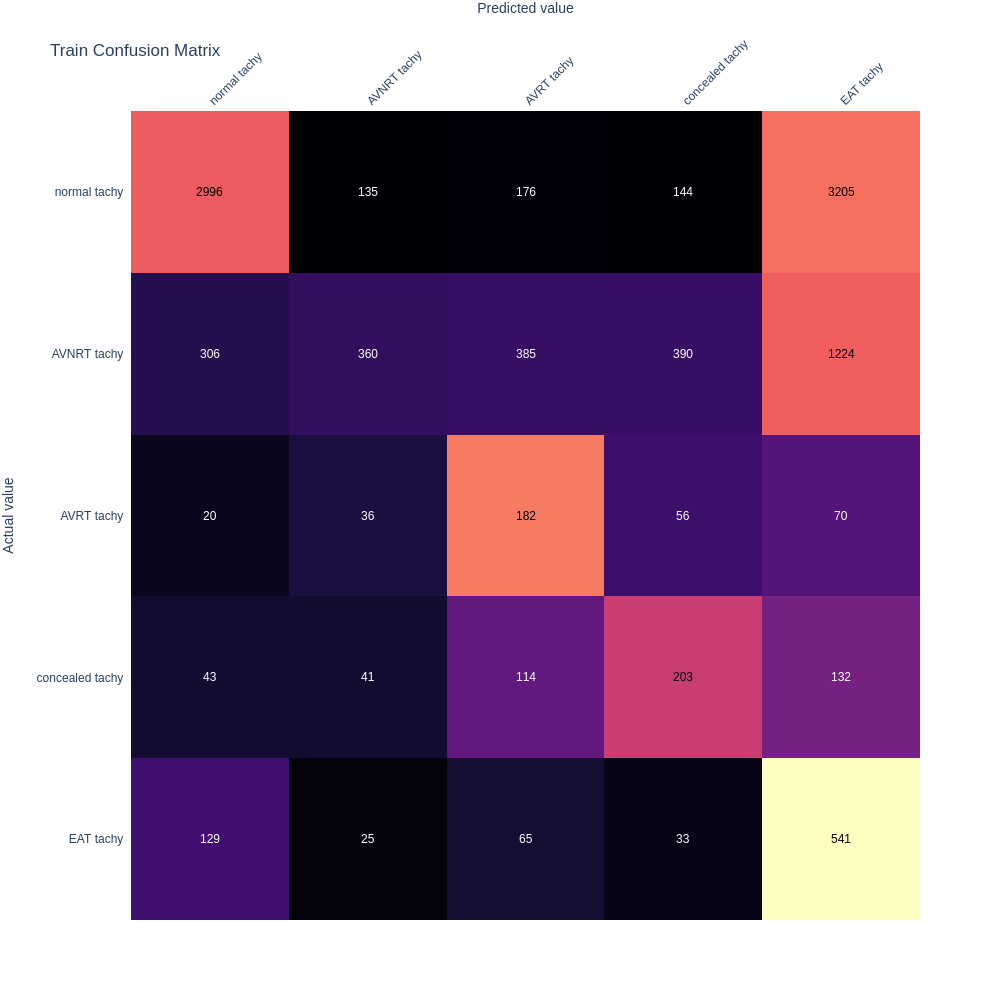 Predicted value
Train Confusion Matrix
normal tachy
AVNRT tachy
AVRT tachy
concealed tachy
EAT tachy
normal tachy 2996 135 176 144 3205
AVNRT tachy 306 360 385 390 1224
AVRT tachy 20 36 182 56 70
concealed tachy 43 41 114 203 132
EAT tachy 129 25 65 33 541
Actual value